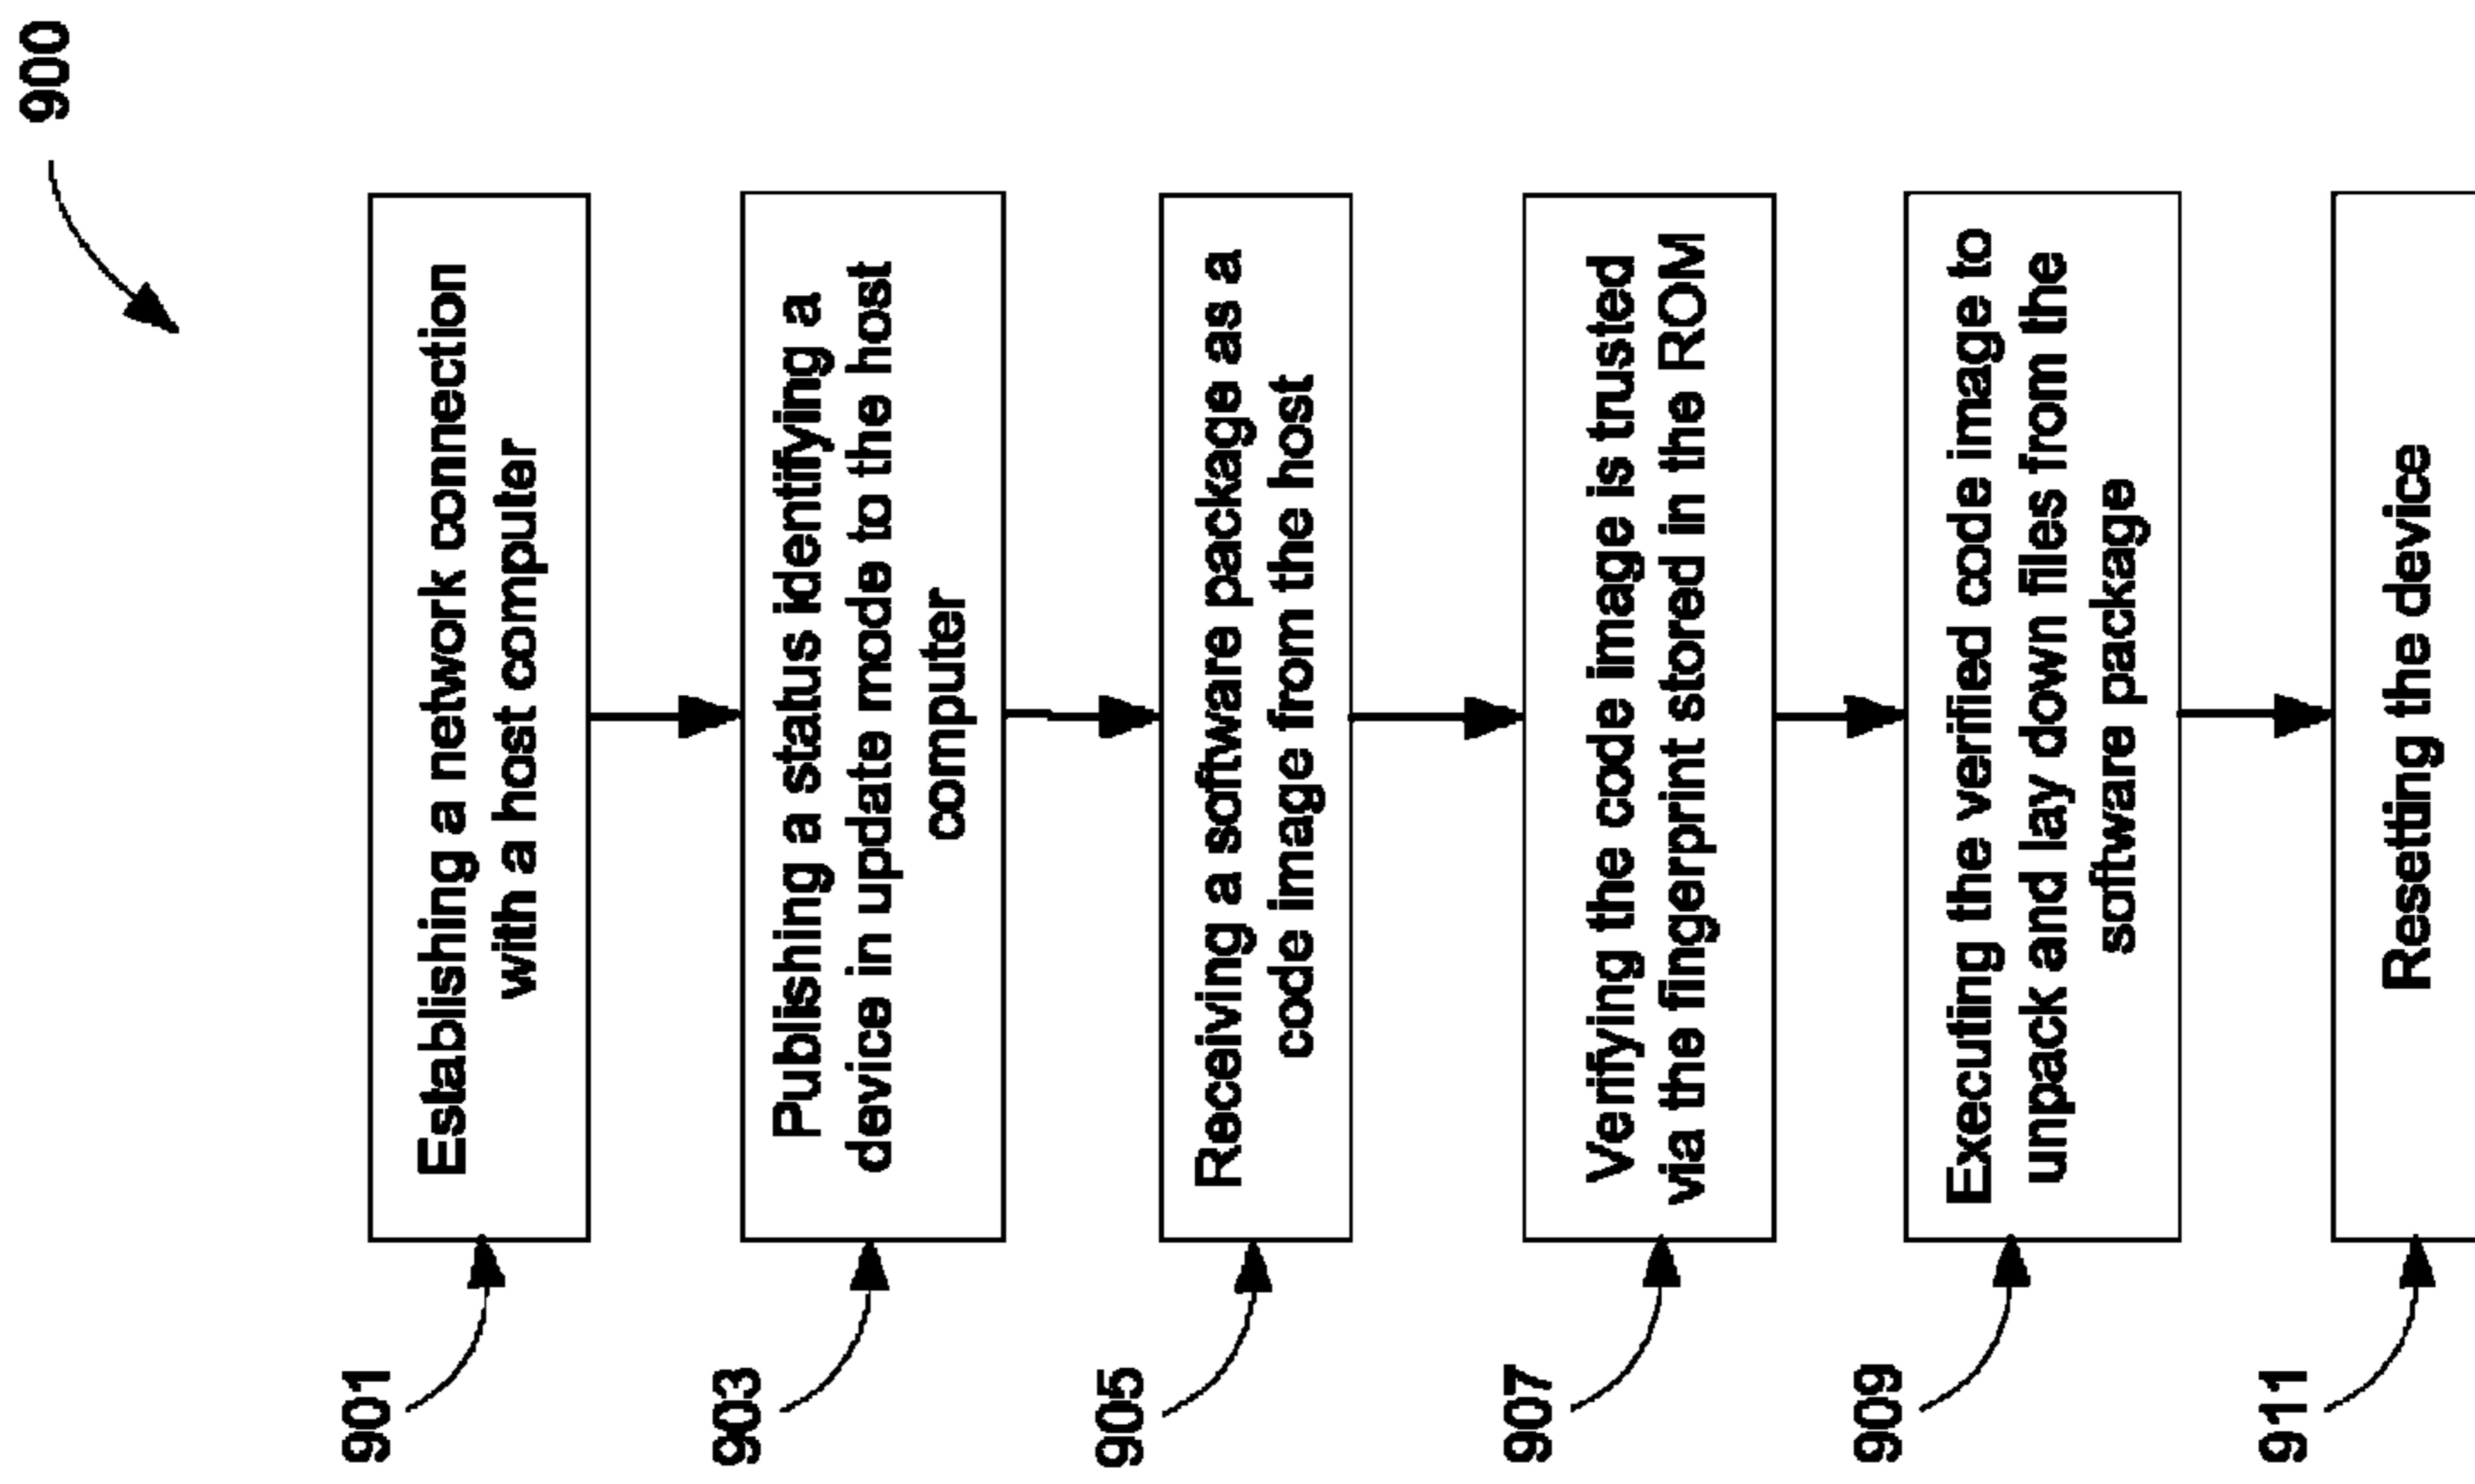 900
901
Establishing a network connection
with a host computer
903
Publishing a status identifying a
device in update mode to the host
computer
905
Receiving a software package as a
code image from the host
907
Verifying the code image is trusted
via the fingerprint stored in the ROM
909
Executing the verified code image to
unpack and lay down files from the
software package
911
Resetting the device